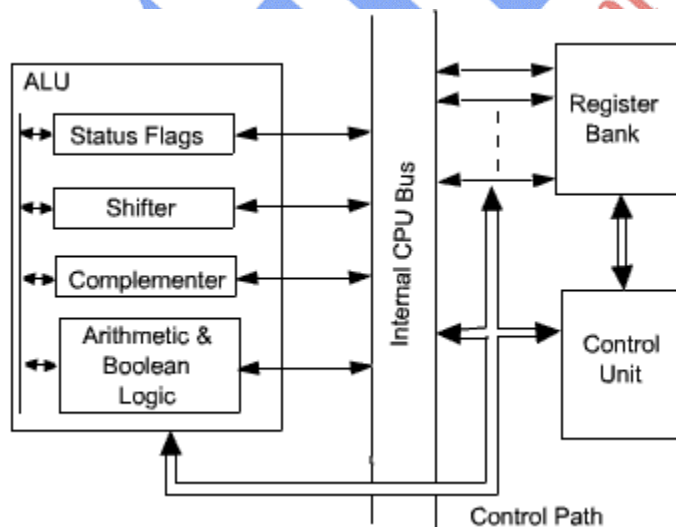 ALU
Status Flags
Shifter
Complementer
Arithmetic &
Boolean
Logic
Internal CPU Bus
Register
Bank
Control
Unit
Control Path